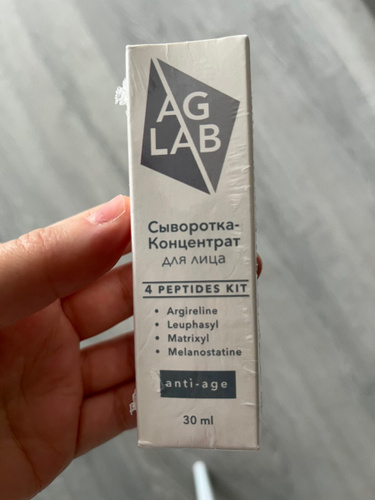 AG
LAB
Сыворотка-
Концентрат
для лица
4 PEPTIDES KIT
• Argireline
• Leuphasyl
• Matrixyl
• Melanostatine
anti-age
30 ml